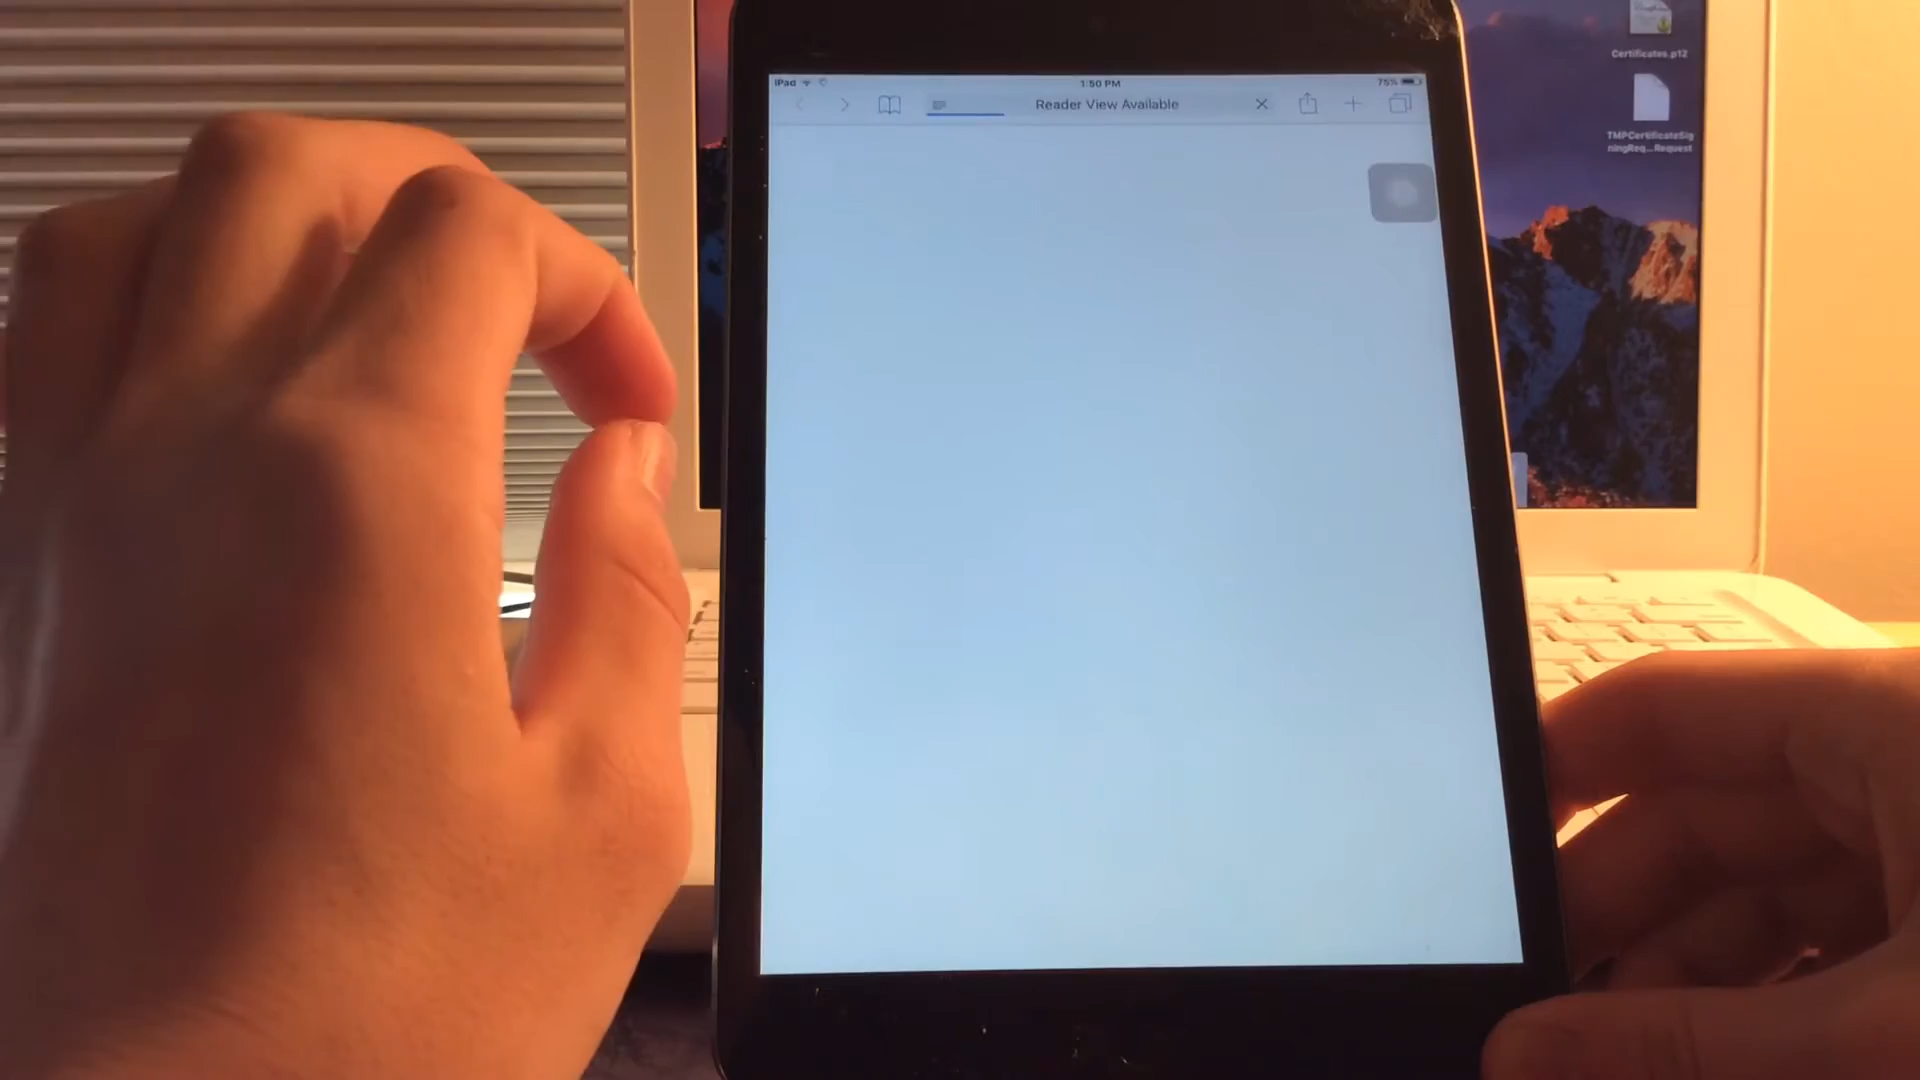 iPad
1:50 PM
75%
Reader View Available
Certificates.p12
TMPCertificateSig
ningReq...Request